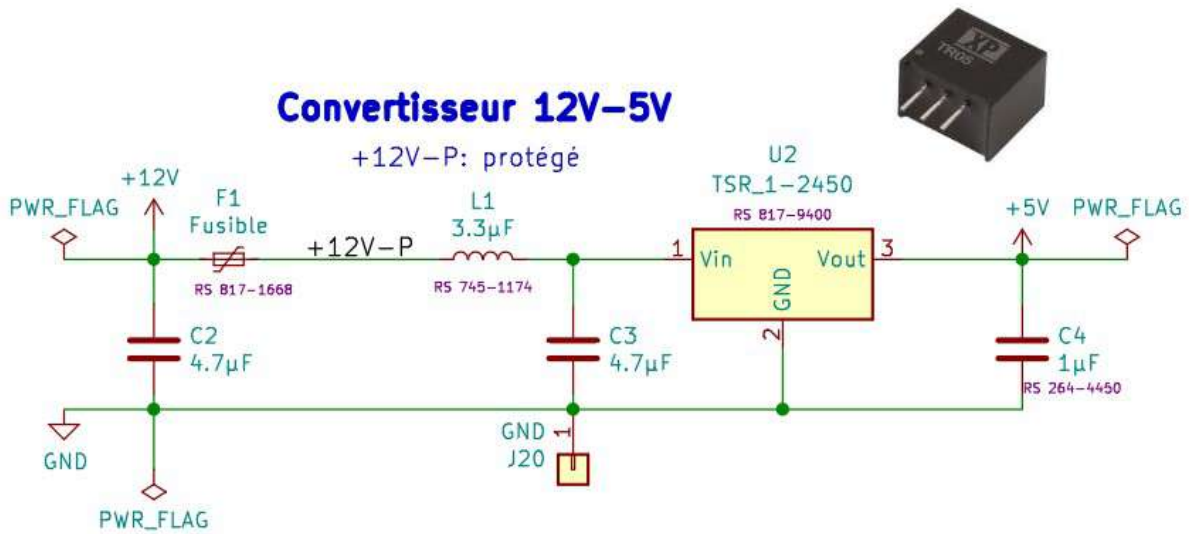 XP
TR05
Convertisseur 12V-5V
+12V-P: protégé
+12V
PWR_FLAG
F1
Fusible
RS 817-1668
+12V-P
L1
3.3µF
RS 745-1174
U2
TSR_1-2450
RS 817-9400
1
Vin
Vout
3
GND
2
+5V
PWR_FLAG
C2
4.7µF
C3
4.7µF
C4
1µF
RS 264-4450
GND
PWR_FLAG
GND
1
J20